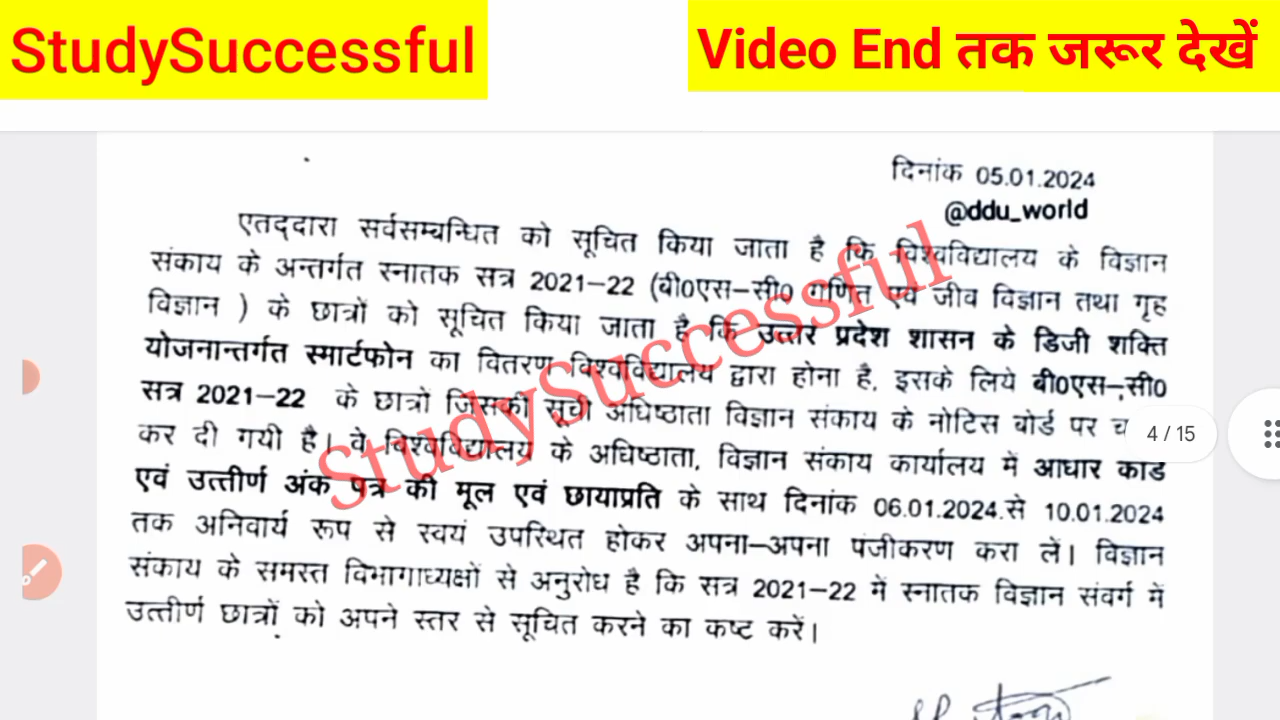 StudySuccessful
Video End तक जरूर देखें
दिनांक 05.01.2024
@ddu_world
एतद्दारा सर्वसम्बन्धित को सूचित किया जाता है कि विश्वविद्यालय के विज्ञान
संकाय के अन्तर्गत स्नातक सत्र 2021–22 (बी0एस–सी0 गणित एवं जीव विज्ञान तथा गृह
विज्ञान ) के छात्रों को सूचित किया जाता है कि उत्तर प्रदेश शासन के डिजी शक्ति
योजनान्तर्गत स्मार्टफोन का वितरण विश्वविद्यालय द्वारा होना है, इसके लिये बी0एस–सी0
सत्र 2021–22 के छात्रों जिसकी सूची अधिष्ठाता विज्ञान संकाय के नोटिस बोर्ड पर
कर दी गयी है। वे विश्वविद्यालय के अधिष्ठाता, विज्ञान संकाय कार्यालय में आधार कार्ड
एवं उत्तीर्ण अंक पत्र की मूल एवं छायाप्रति के साथ दिनांक 06.01.2024.से 10.01.2024
तक अनिवार्य रूप से स्वयं उपस्थित होकर अपना–अपना पंजीकरण करा लें। विज्ञान
संकाय के समस्त विभागाध्यक्षों से अनुरोध है कि सत्र 2021–22 में स्नातक विज्ञान संवर्ग में
उत्तीर्ण छात्रों को अपने स्तर से सूचित करने का कष्ट करें।
StudySuccessful
4 / 15